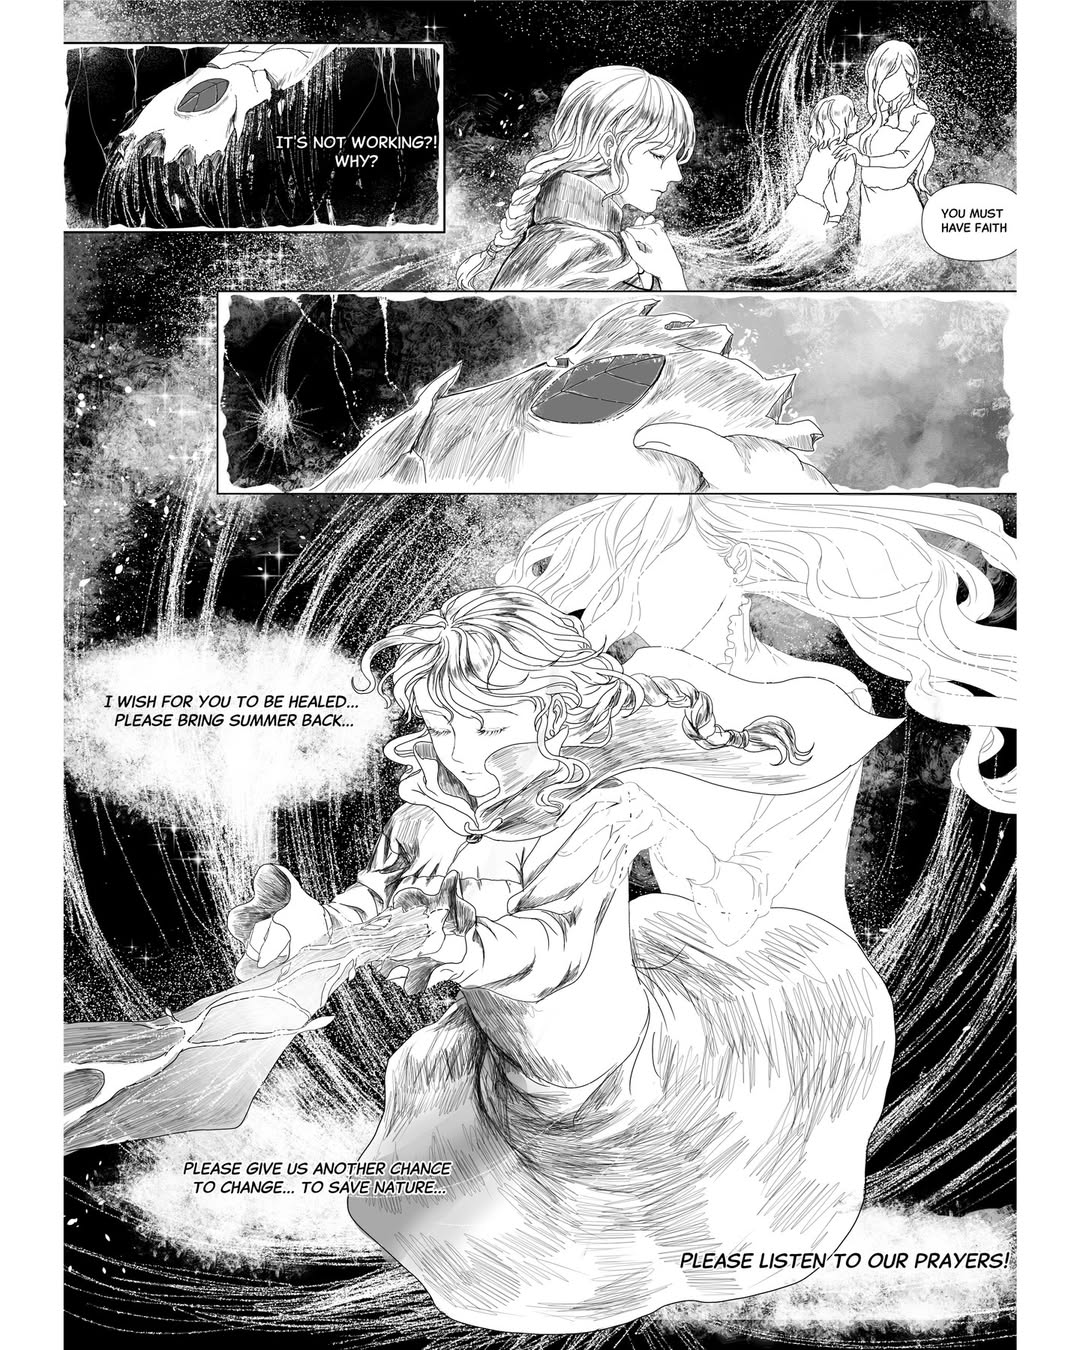 IT'S NOT WORKING?!
WHY?
YOU MUST
HAVE FAITH
I WISH FOR YOU TO BE HEALED...
PLEASE BRING SUMMER BACK...
PLEASE GIVE US ANOTHER CHANCE
TO CHANGE... TO SAVE NATURE...
PLEASE LISTEN TO OUR PRAYERS!